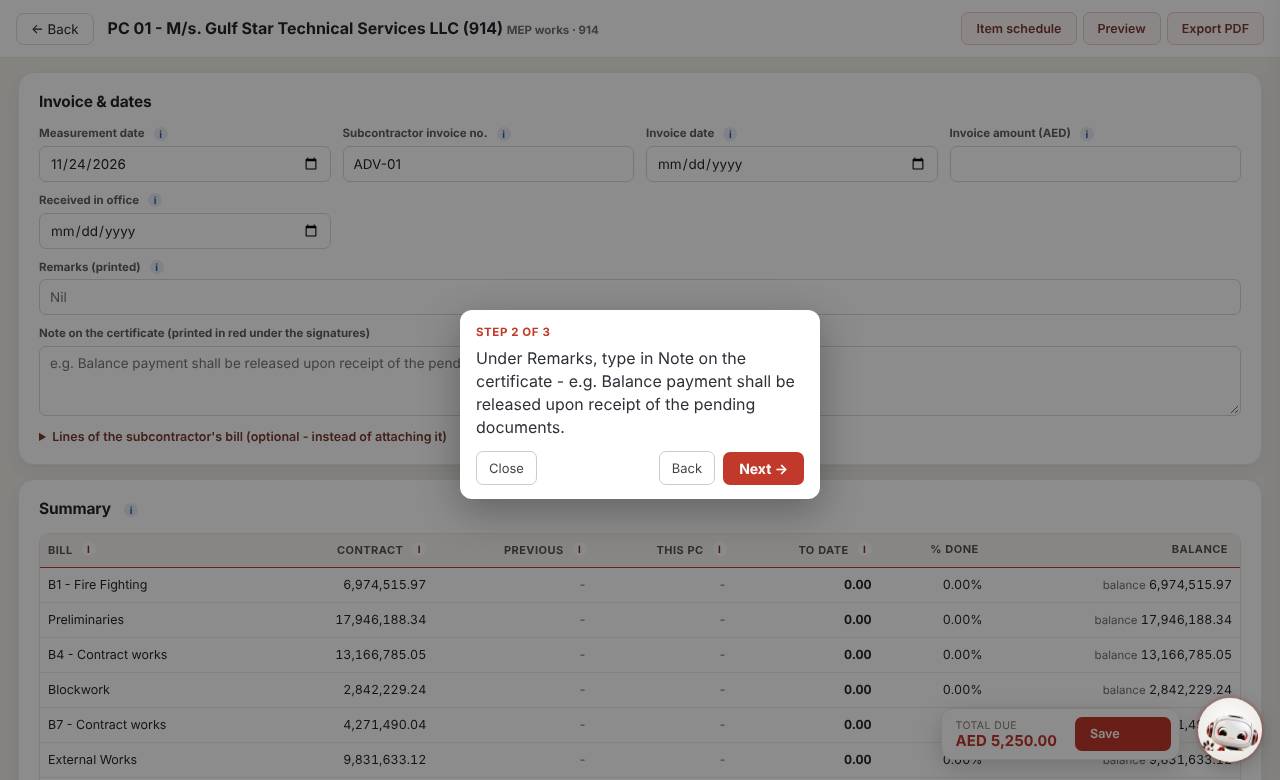 ← Back
PC 01 - M/s. Gulf Star Technical Services LLC (914) MEP works · 914
Item schedule
Preview
Export PDF
Invoice & dates
Measurement date i
Subcontractor invoice no. i
Invoice date i
Invoice amount (AED) i
11/24/2026
ADV-01
mm/dd/yyyy
Received in office i
mm/dd/yyyy
Remarks (printed) i
Nil
Note on the certificate (printed in red under the signatures)
e.g. Balance payment shall be released upon receipt of the pend
Lines of the subcontractor's bill (optional - instead of attaching it)
STEP 2 OF 3
Under Remarks, type in Note on the
certificate - e.g. Balance payment shall be
released upon receipt of the pending
documents.
Close
Back
Next →
Summary i
BILL I CONTRACT I PREVIOUS I THIS PC I TO DATE I % DONE BALANCE
B1 - Fire Fighting 6,974,515.97 - - 0.00 0.00% balance 6,974,515.97
Preliminaries 17,946,188.34 - - 0.00 0.00% balance 17,946,188.34
B4 - Contract works 13,166,785.05 - - 0.00 0.00% balance 13,166,785.05
Blockwork 2,842,229.24 - - 0.00 0.00% balance 2,842,229.24
B7 - Contract works 4,271,490.04 - - 0.00
External Works 9,831,633.12 - - 0.00 0.00% balance 9,831,633.12
TOTAL DUE
AED 5,250.00
Save